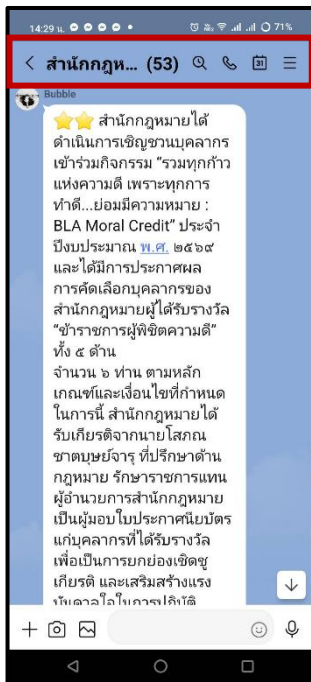 14:29 น.
71%
สำนักกฎห... (53)
31
Bubble
⭐⭐ สำนักกฎหมายได้
ดำเนินการเชิญชวนบุคลากร
เข้าร่วมกิจกรรม “รวมทุกก้าว
แห่งความดี เพราะทุกการ
ทำดี...ย่อมมีความหมาย :
BLA Moral Credit” ประจำ
ปีงบประมาณ พ.ศ. ๒๕๖๙
และได้มีการประกาศผล
การคัดเลือกบุคลากรของ
สำนักกฎหมายผู้ได้รับรางวัล
“ข้าราชการผู้พิชิตความดี”
ทั้ง ๕ ด้าน
จำนวน ๖ ท่าน ตามหลัก
เกณฑ์และเงื่อนไขที่กำหนด
ในการนี้ สำนักกฎหมายได้
รับเกียรติจากนายโสภณ
ชาตบุษย์จารุ ที่ปรึกษาด้าน
กฎหมาย รักษาราชการแทน
ผู้อำนวยการสำนักกฎหมาย
เป็นผู้มอบใบประกาศนียบัตร
แก่บุคลากรที่ได้รับรางวัล
เพื่อเป็นการยกย่องเชิดชู
เกียรติ และเสริมสร้างแรง
บันดาลใจในการปฏิบัติ